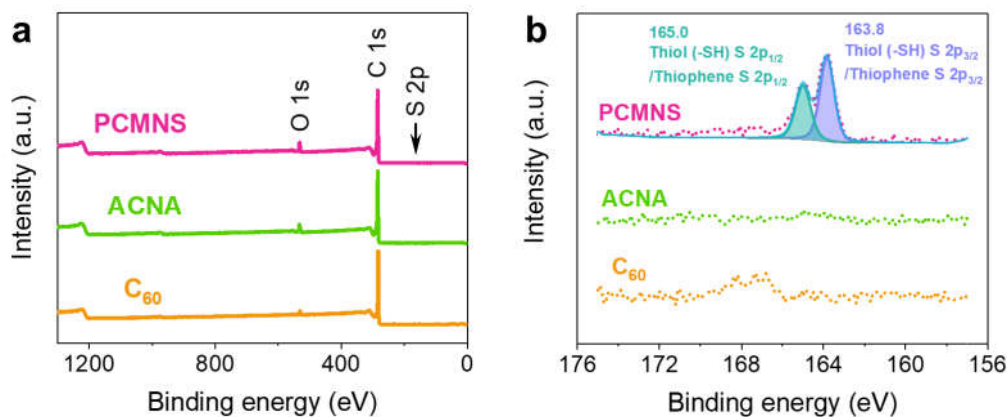 a
Intensity (a.u.)
PCMNS
ACNA
C₆₀
O 1s
C 1s
S 2p
1200 800 400 0
Binding energy (eV)
b
Intensity (a.u.)
165.0
Thiol (-SH) S 2p₁/₂
/Thiophene S 2p₁/₂
163.8
Thiol (-SH) S 2p₃/₂
/Thiophene S 2p₃/₂
PCMNS
ACNA
C₆₀
176 172 168 164 160 156
Binding energy (eV)